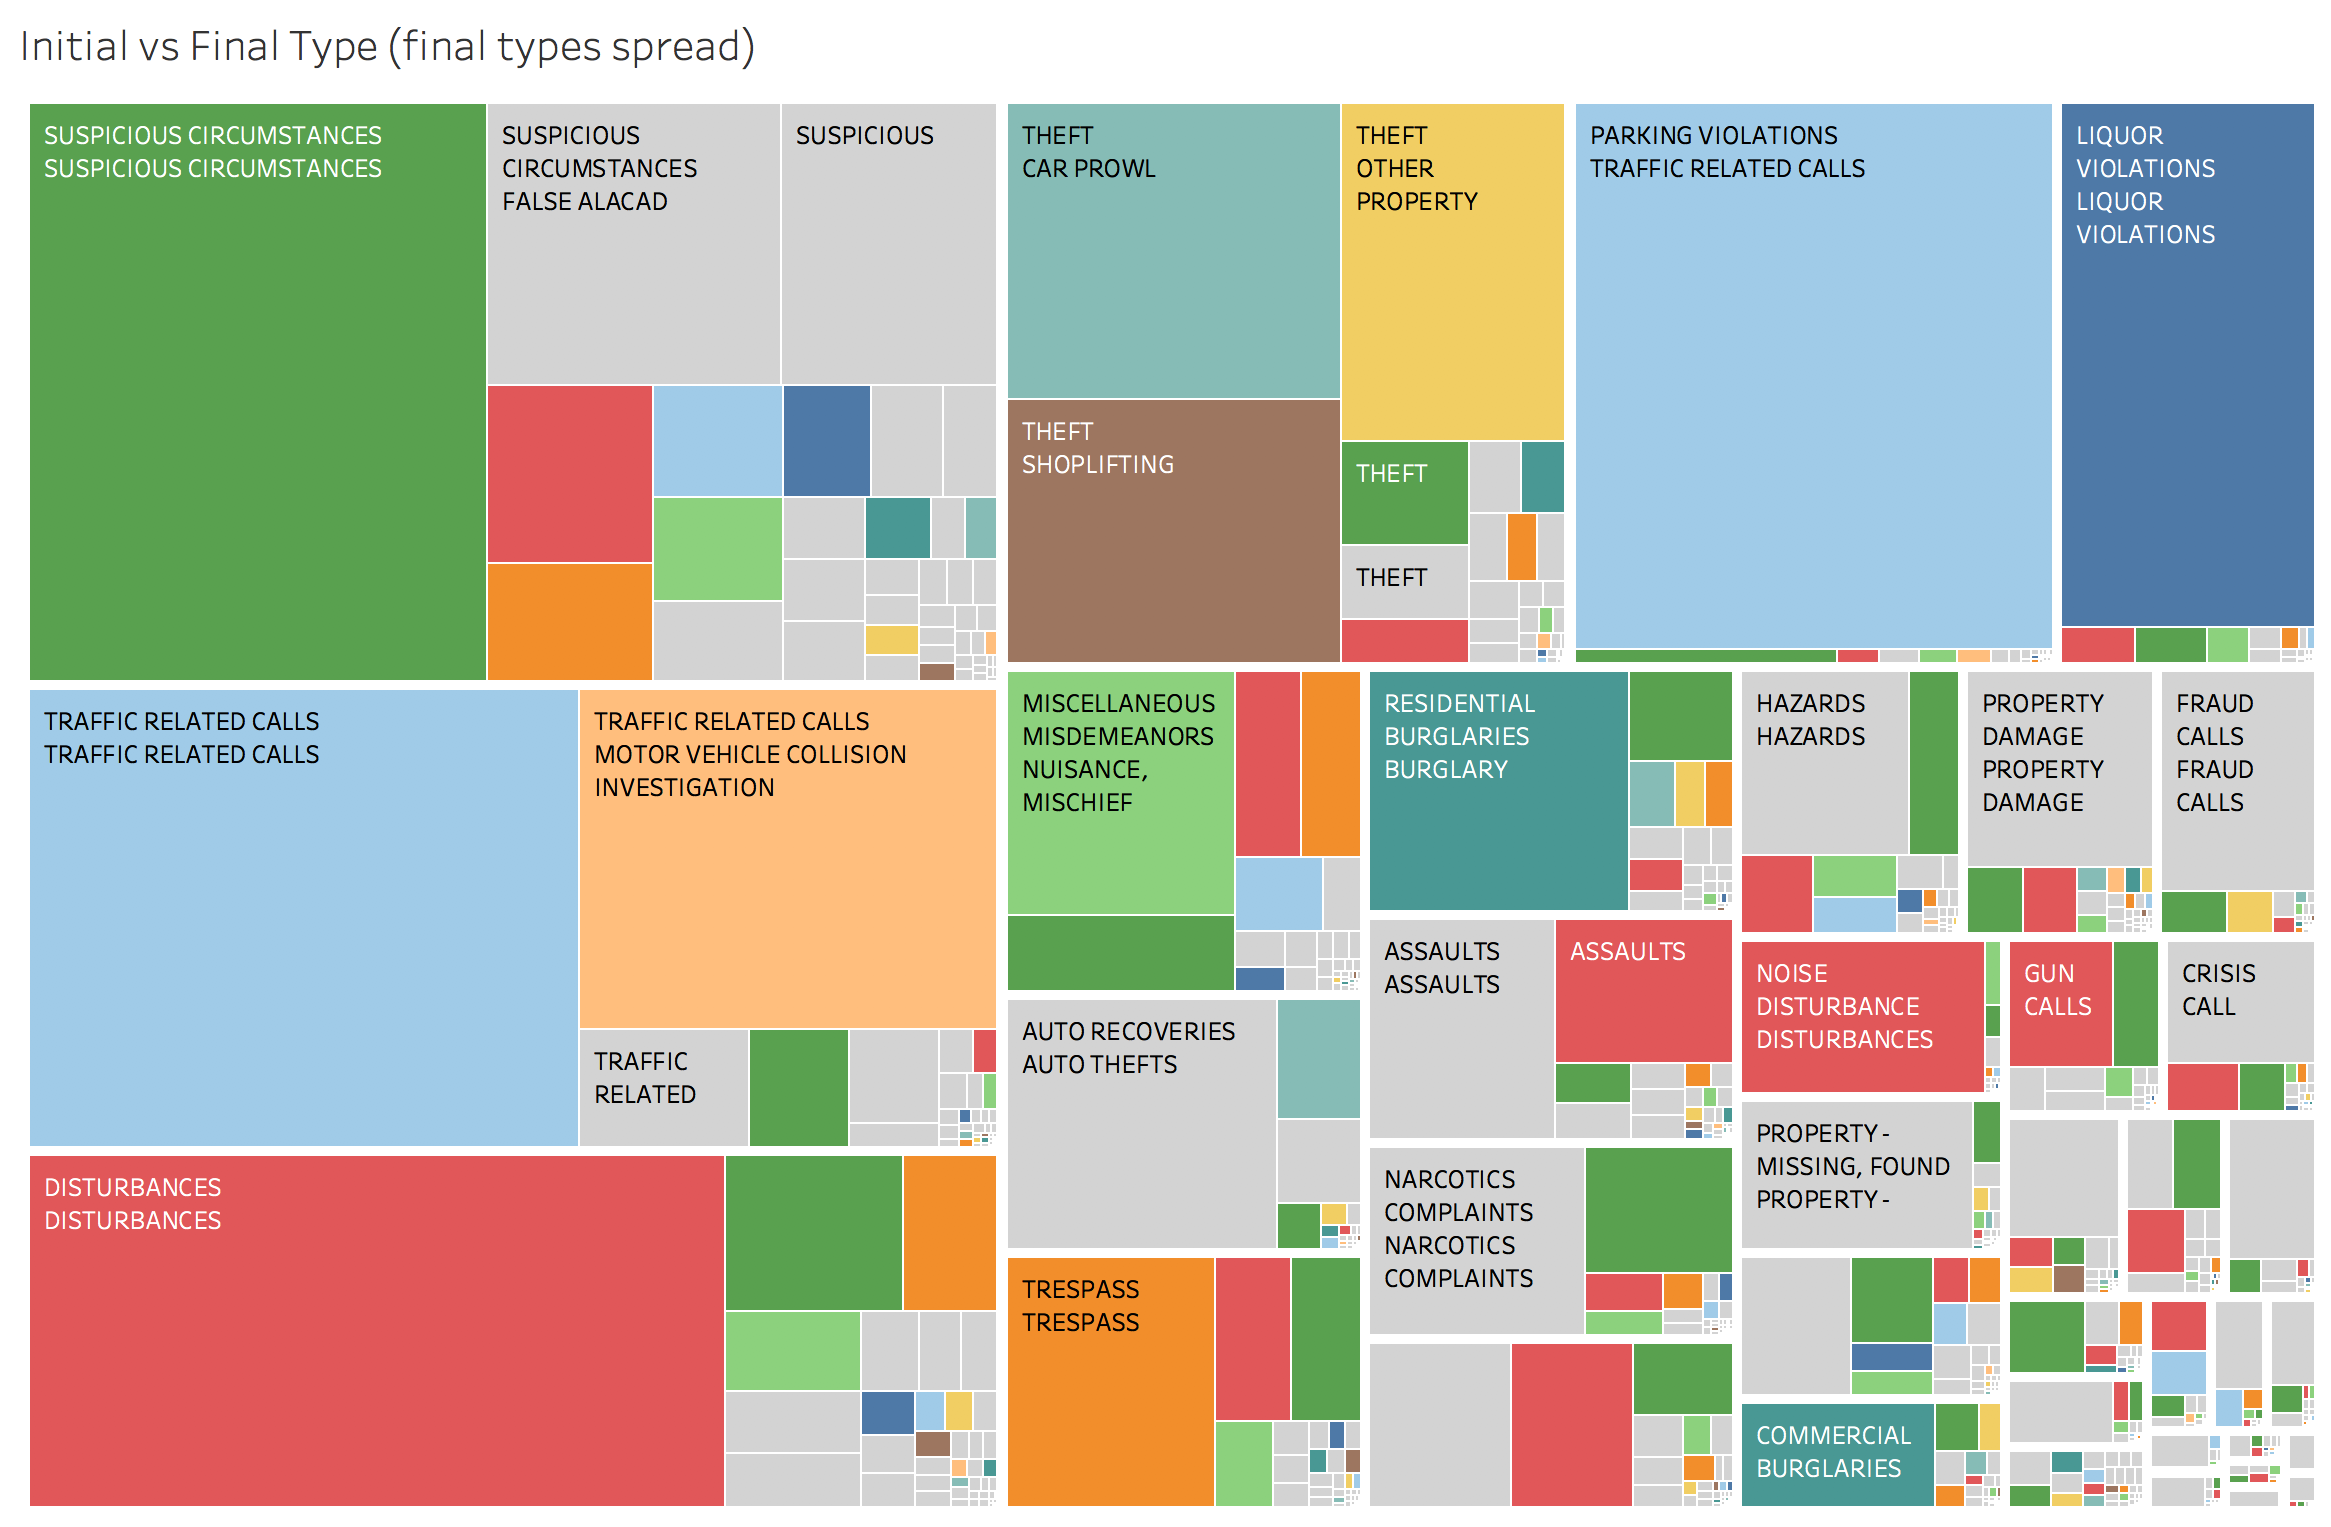 Initial vs Final Type (final types spread)
SUSPICIOUS CIRCUMSTANCES
SUSPICIOUS CIRCUMSTANCES
SUSPICIOUS
CIRCUMSTANCES
FALSE ALACAD
SUSPICIOUS
THEFT
CAR PROWL
THEFT
OTHER
PROPERTY
PARKING VIOLATIONS
TRAFFIC RELATED CALLS
LIQUOR
VIOLATIONS
LIQUOR
VIOLATIONS
THEFT
SHOPLIFTING
THEFT
THEFT
TRAFFIC RELATED CALLS
TRAFFIC RELATED CALLS
TRAFFIC RELATED CALLS
MOTOR VEHICLE COLLISION
INVESTIGATION
TRAFFIC
RELATED
MISCELLANEOUS
MISDEMEANORS
NUISANCE,
MISCHIEF
RESIDENTIAL
BURGLARIES
BURGLARY
HAZARDS
HAZARDS
PROPERTY
DAMAGE
PROPERTY
DAMAGE
FRAUD
CALLS
FRAUD
CALLS
ASSAULTS
ASSAULTS
ASSAULTS
NOISE
DISTURBANCE
DISTURBANCES
GUN
CALLS
CRISIS
CALL
AUTO RECOVERIES
AUTO THEFTS
PROPERTY -
MISSING, FOUND
PROPERTY -
DISTURBANCES
DISTURBANCES
NARCOTICS
COMPLAINTS
NARCOTICS
COMPLAINTS
TRESPASS
TRESPASS
COMMERCIAL
BURGLARIES